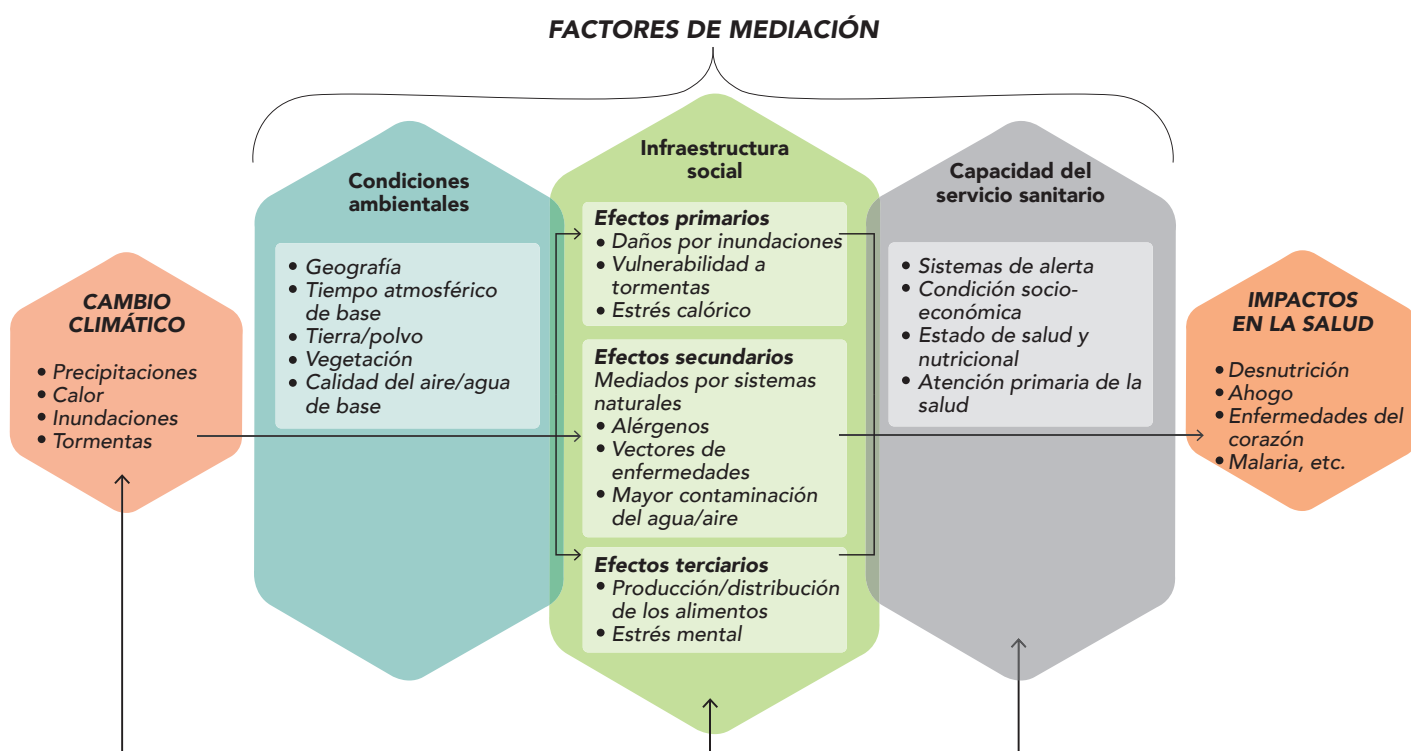 FACTORES DE MEDIACIÓN
CAMBIO
CLIMÁTICO
• Precipitaciones
• Calor
• Inundaciones
• Tormentas
Condiciones
ambientales
• Geografía
• Tiempo atmosférico
de base
• Tierra/polvo
• Vegetación
• Calidad del aire/agua
de base
Infraestructura
social
Efectos primarios
• Daños por inundaciones
• Vulnerabilidad a
tormentas
• Estrés calórico
Efectos secundarios
Mediados por sistemas
naturales
• Alérgenos
• Vectores de
enfermedades
• Mayor contaminación
del agua/aire
Efectos terciarios
• Producción/distribución
de los alimentos
• Estrés mental
Capacidad del
servicio sanitario
• Sistemas de alerta
• Condición socio-
económica
• Estado de salud y
nutricional
• Atención primaria de la
salud
IMPACTOS
EN LA SALUD
• Desnutrición
• Ahogo
• Enfermedades del
corazón
• Malaria, etc.